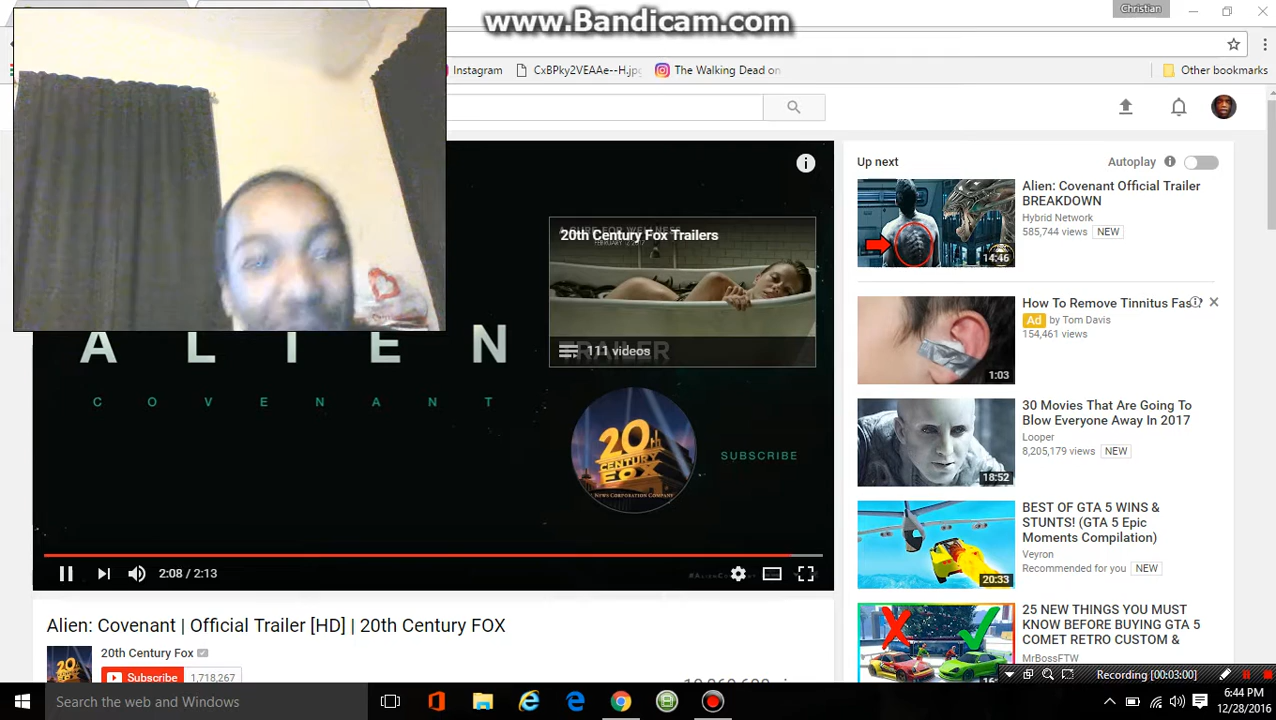 www.Bandicam.com
Christian
Instagram
CxBPky2VEAAe--H.jpg
The Walking Dead on
Other bookmarks
Up next
Autoplay
20th Century Fox Trailers
FEBRUARY
TRAILER
111 videos
ALIEN
COVENANT
20th
CENTURY
FOX
NEWS CORPORATION COMPANY
SUBSCRIBE
2:08 / 2:13
Alien: Covenant Official Trailer
BREAKDOWN
Hybrid Network
585,744 views NEW
14:46
How To Remove Tinnitus Fast?
Ad by Tom Davis
154,461 views
1:03
30 Movies That Are Going To
Blow Everyone Away In 2017
Looper
8,205,179 views NEW
18:52
BEST OF GTA 5 WINS &
STUNTS! (GTA 5 Epic
Moments Compilation)
Veyron
Recommended for you NEW
20:33
25 NEW THINGS YOU MUST
KNOW BEFORE BUYING GTA 5
COMET RETRO CUSTOM &
MrBossFTW
Alien: Covenant | Official Trailer [HD] | 20th Century FOX
20th Century Fox
Subscribe 1,718,267
Recording [00:03:00]
Search the web and Windows
6:44 PM
12/28/2016